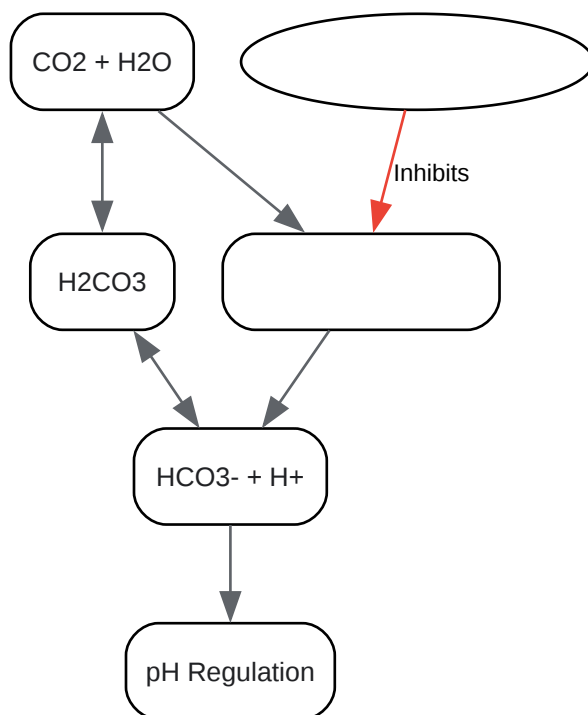 CO2 + H2O
Inhibits
H2CO3
HCO3- + H+
pH Regulation